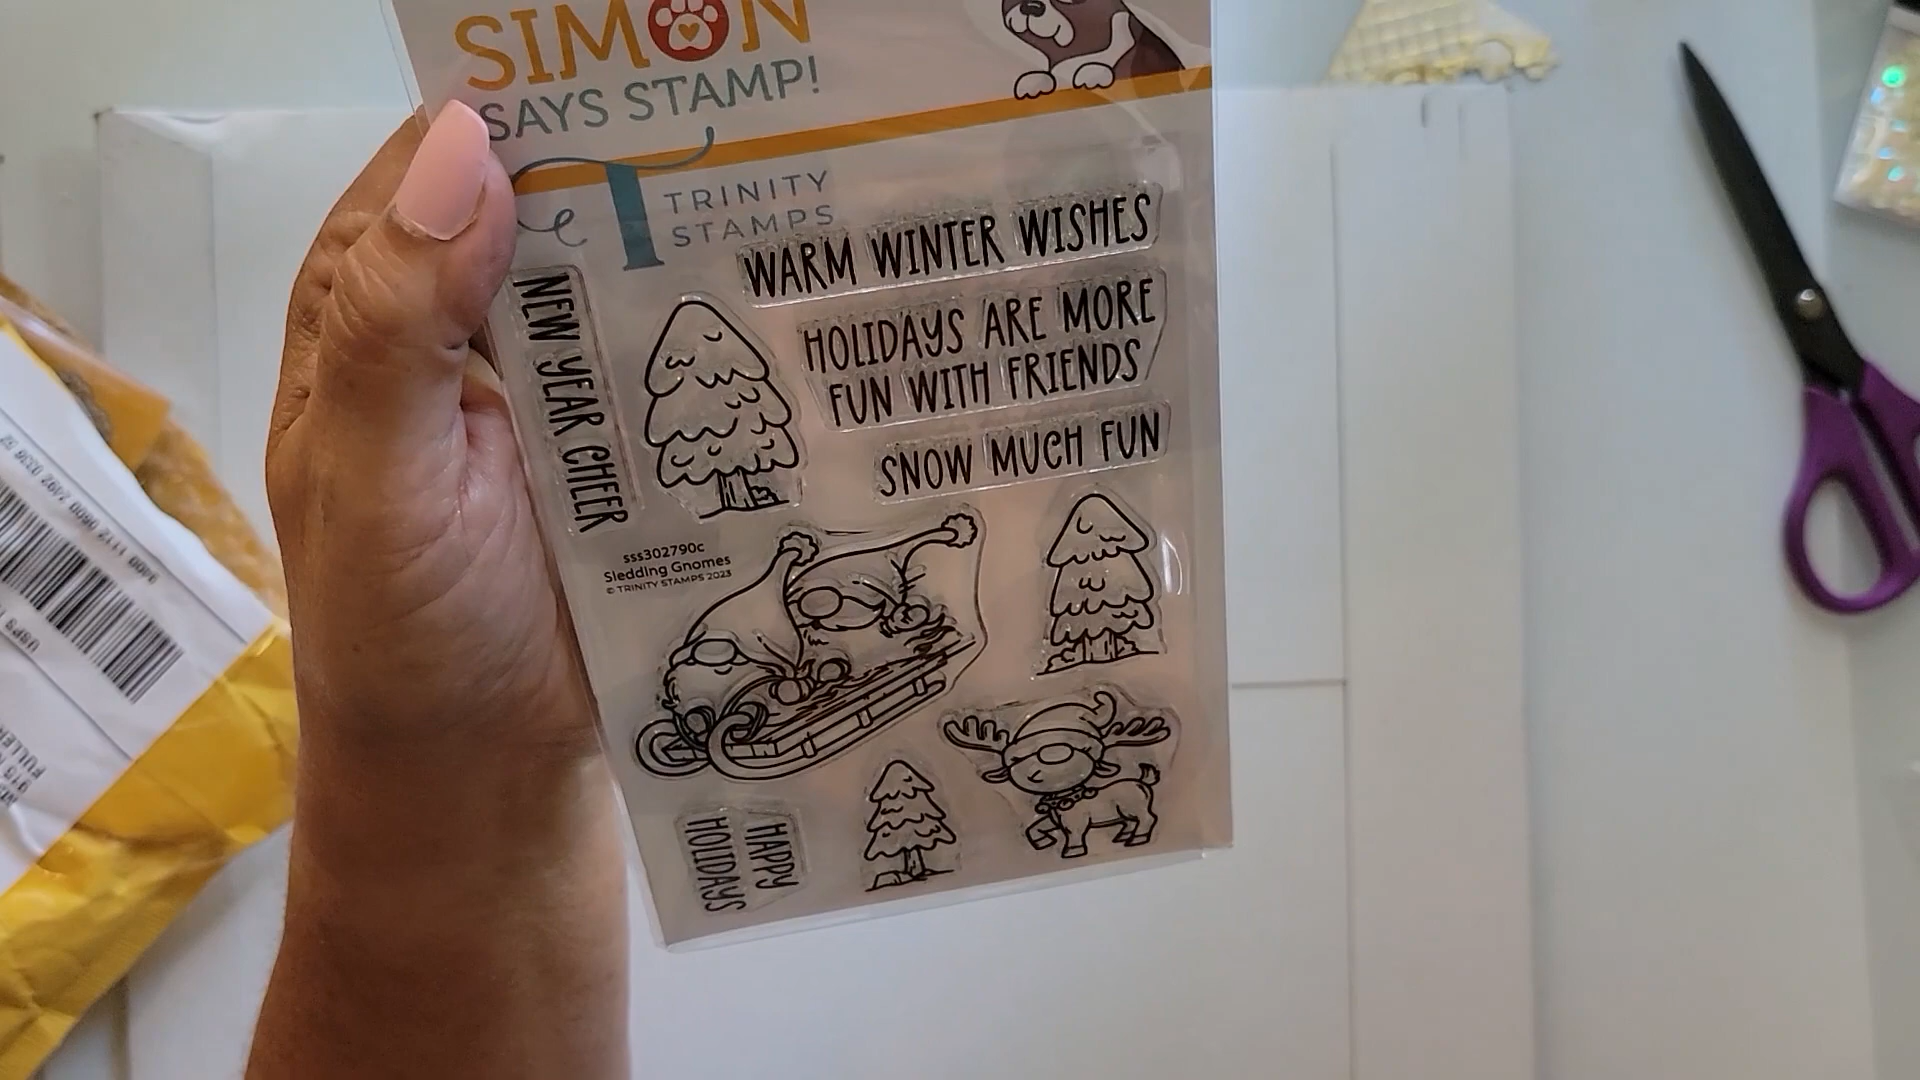 SIMON
SAYS STAMP!
TRINITY
STAMPS
WARM WINTER WISHES
NEW YEAR CHEER
HOLIDAYS ARE MORE
FUN WITH FRIENDS
SNOW MUCH FUN
sss302790c
Sledding Gnomes
© TRINITY STAMPS 2023
HAPPY
HOLIDAYS
USPS